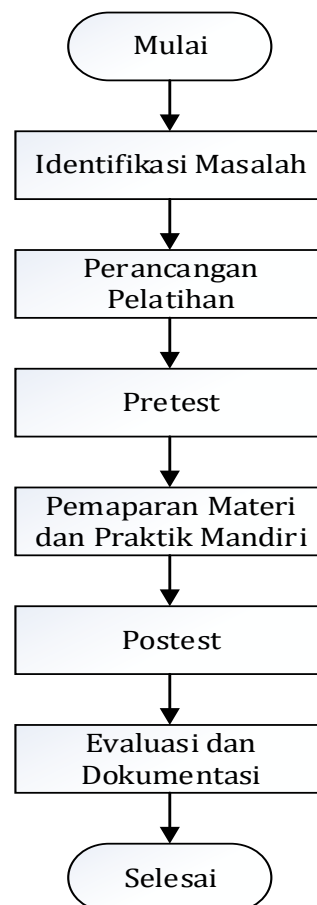 Mulai
Identifikasi Masalah
Perancangan
Pelatihan
Pretest
Pemaparan Materi
dan Praktik Mandiri
Postest
Evaluasi dan
Dokumentasi
Selesai